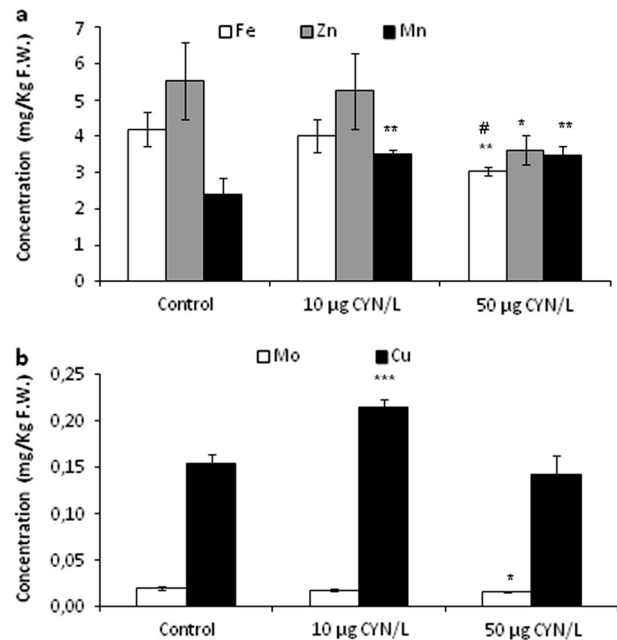 a
7
Fe Zn Mn
6
5
4
3
2
1
0
Concentration (mg/Kg F.W.)
** # ** * **
Control 10 µg CYN/L 50 µg CYN/L
b
Mo Cu
0,25
0,20
0,15
0,10
0,05
0,00
Concentration (mg/Kg F.W.)
***
*
Control 10 µg CYN/L 50 µg CYN/L